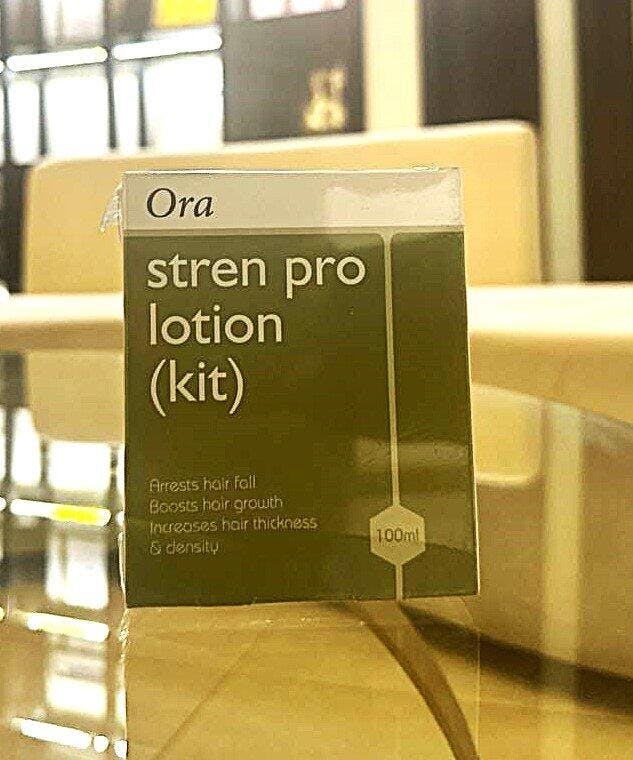 Ora
stren pro
lotion
(kit)
Arrests hair fall
Boosts hair growth
Increases hair thickness
& density
100ml